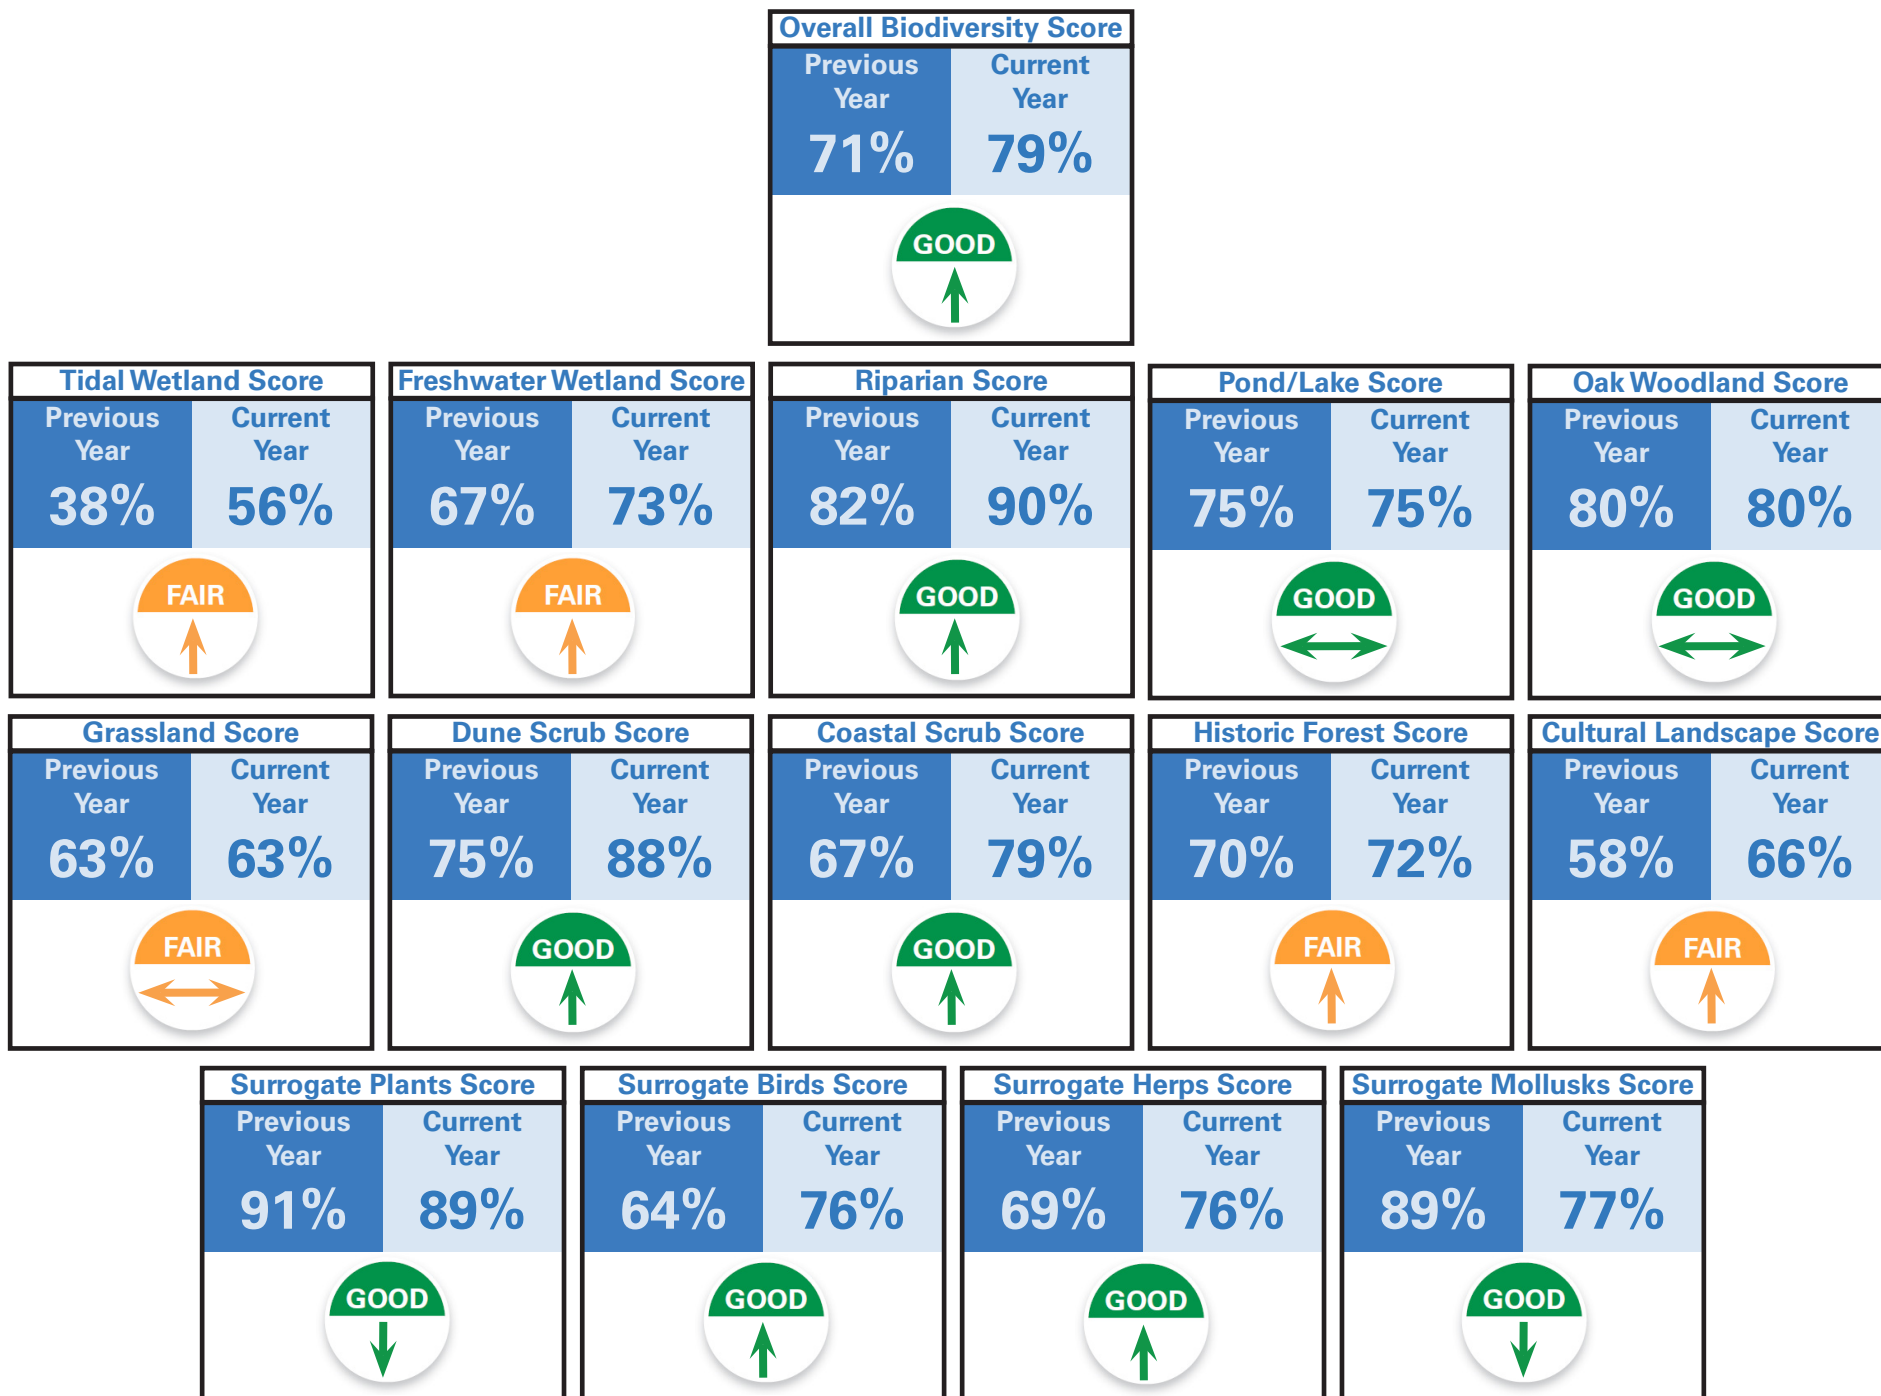 Overall Biodiversity Score
Previous Year
Current Year
71%
79%
GOOD
Tidal Wetland Score
Previous Year
Current Year
38%
56%
FAIR
Freshwater Wetland Score
Previous Year
Current Year
67%
73%
FAIR
Riparian Score
Previous Year
Current Year
82%
90%
GOOD
Pond/Lake Score
Previous Year
Current Year
75%
75%
GOOD
Oak Woodland Score
Previous Year
Current Year
80%
80%
GOOD
Grassland Score
Previous Year
Current Year
63%
63%
FAIR
Dune Scrub Score
Previous Year
Current Year
75%
88%
GOOD
Coastal Scrub Score
Previous Year
Current Year
67%
79%
GOOD
Historic Forest Score
Previous Year
Current Year
70%
72%
FAIR
Cultural Landscape Score
Previous Year
Current Year
58%
66%
FAIR
Surrogate Plants Score
Previous Year
Current Year
91%
89%
GOOD
Surrogate Birds Score
Previous Year
Current Year
64%
76%
GOOD
Surrogate Herps Score
Previous Year
Current Year
69%
76%
GOOD
Surrogate Mollusks Score
Previous Year
Current Year
89%
77%
GOOD